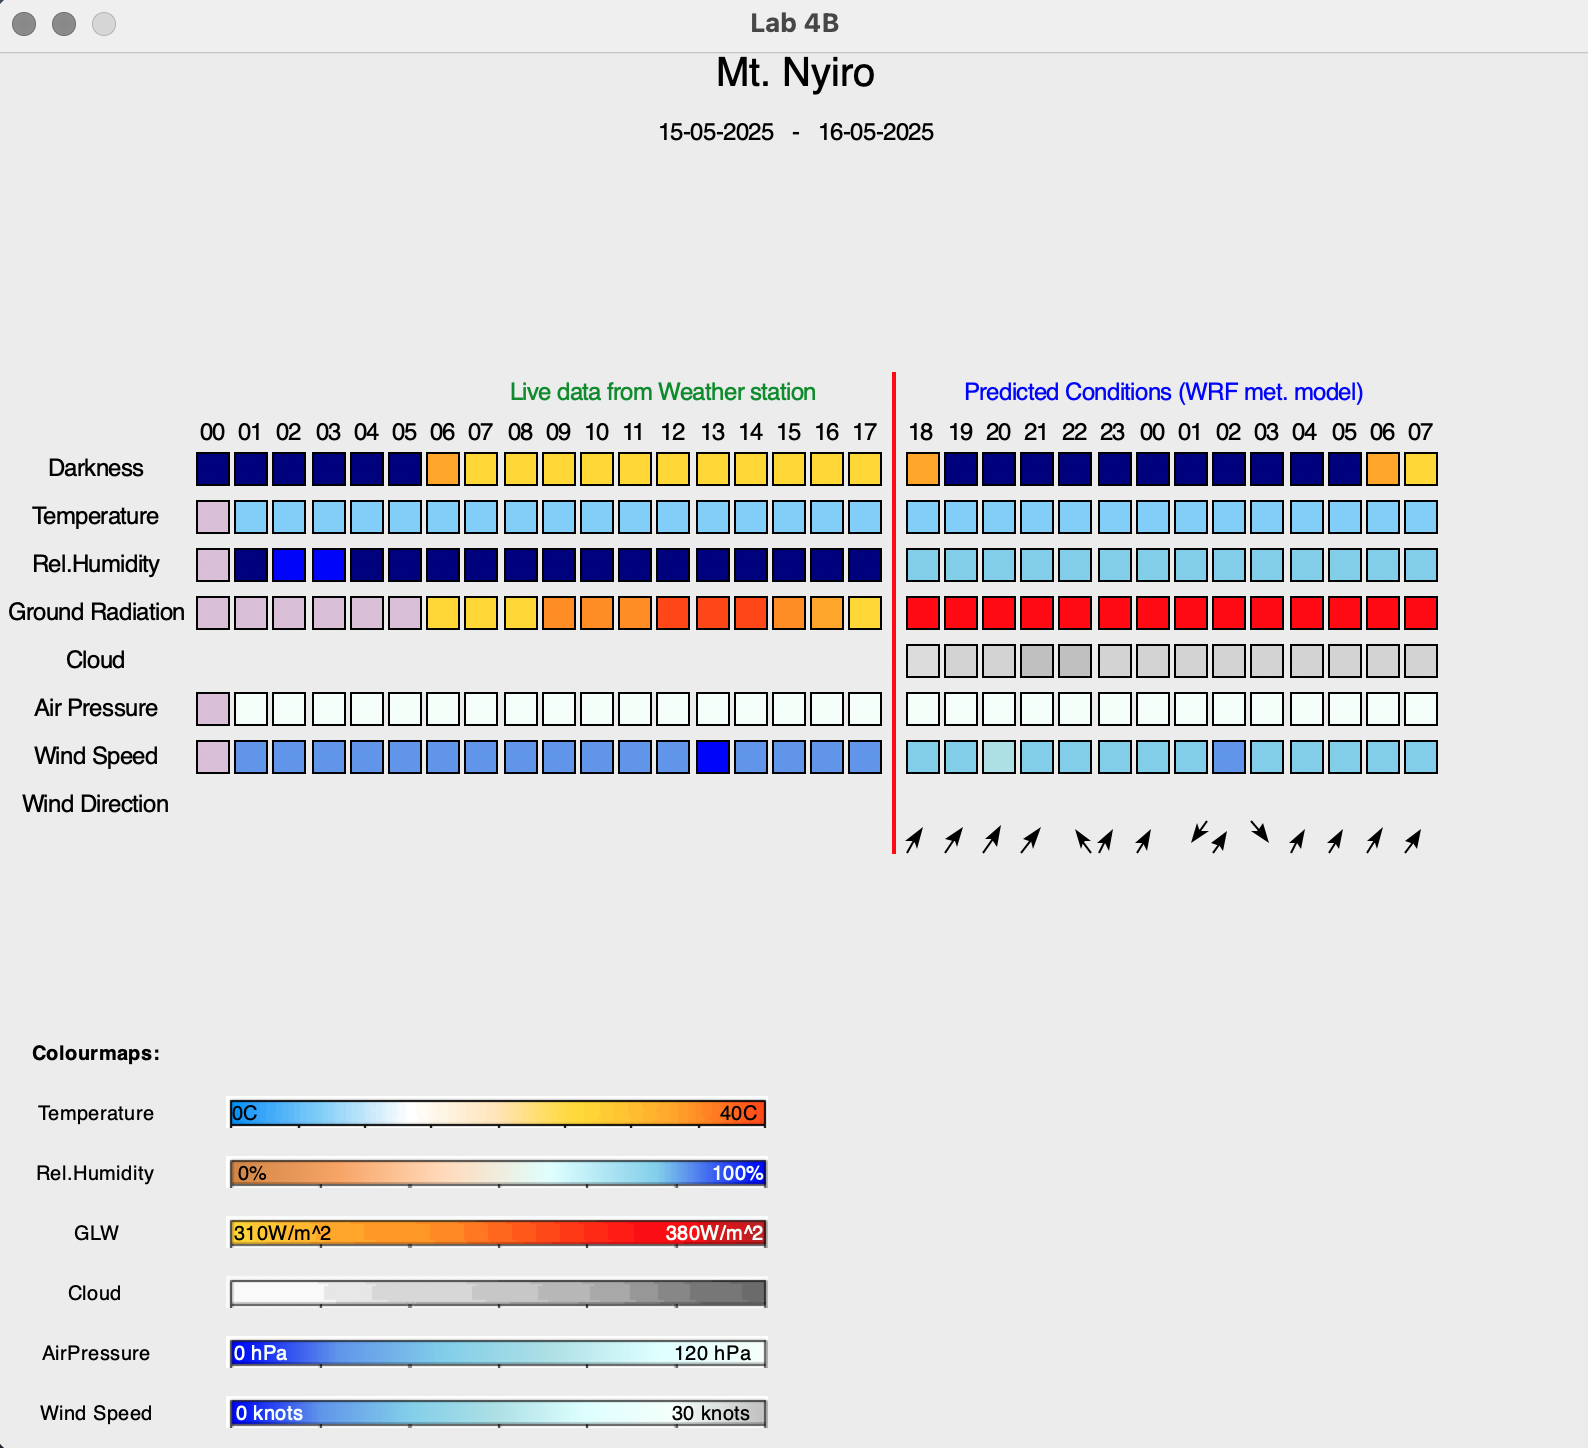 Lab 4B
Mt. Nyiro
15-05-2025 - 16-05-2025
Live data from Weather station
Predicted Conditions (WRF met. model)
00 01 02 03 04 05 06 07 08 09 10 11 12 13 14 15 16 17 18 19 20 21 22 23 00 01 02 03 04 05 06 07
Darkness
Temperature
Rel.Humidity
Ground Radiation
Cloud
Air Pressure
Wind Speed
Wind Direction
Colourmaps:
Temperature 0C 40C
Rel.Humidity 0% 100%
GLW 310W/m^2 380W/m^2
Cloud
AirPressure 0 hPa 120 hPa
Wind Speed 0 knots 30 knots